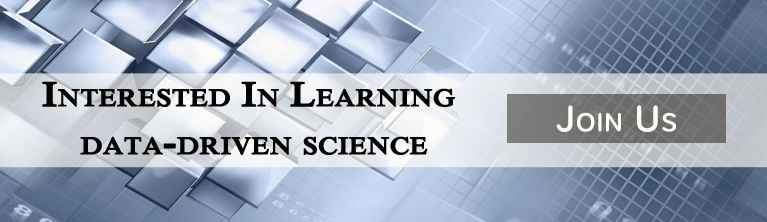 Interested In Learning
data-driven science
Join Us